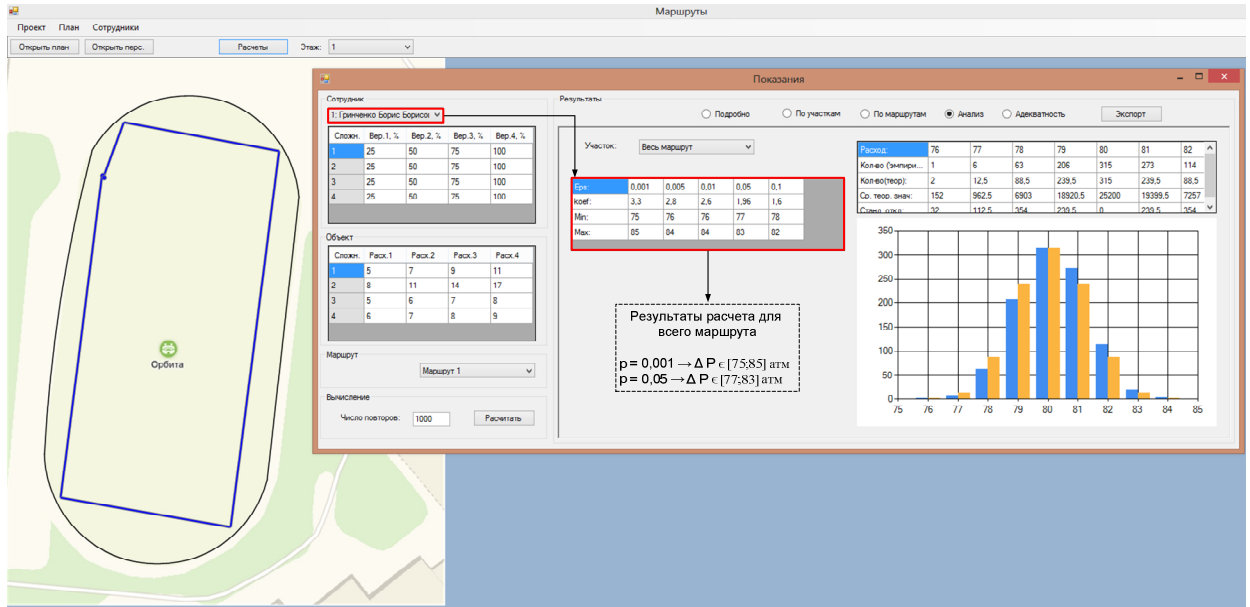 Маршруты
Проект План Сотрудники
Открыть план Открыть перс. Расчеты Этаж: 1
Показания
Сотрудник
1: Гринченко Борис Борисо
Сложн. Вер.1, % Вер.2, % Вер.3, % Вер.4, %
1 25 50 75 100
2 25 50 75 100
3 25 50 75 100
4 25 50 75 100
Объект
Сложн. Расх.1 Расх.2 Расх.3 Расх.4
1 5 7 9 11
2 8 11 14 17
3 5 6 7 8
4 6 7 8 9
Маршрут
Маршрут 1
Вычисление
Число повторов: 1000 Расчитать
Результаты
Подробно По участкам По маршрутам Анализ Адекватность Экспорт
Участок: Весь маршрут
Eps: 0,001 0,005 0,01 0,05 0,1
koef: 3,3 2,8 2,6 1,96 1,6
Min: 75 76 76 77 78
Max: 85 84 84 83 82
Результаты расчета для
всего маршрута
p = 0,001 → Δ P ∈ [75;85] атм
p = 0,05 → Δ P ∈ [77;83] атм
Расход: 76 77 78 79 80 81 82
Кол-во (эмпири... 1 6 63 206 315 273 114
Кол-во(теор): 2 12,5 88,5 239,5 315 239,5 88,5
Ср. теор. знач: 152 962,5 6903 18920,5 25200 19399,5 7257
Станд. откл: 32 112,5 354 239,5 0 239,5 354
350
300
250
200
150
100
50
0
75 76 77 78 79 80 81 82 83 84 85
Орбита